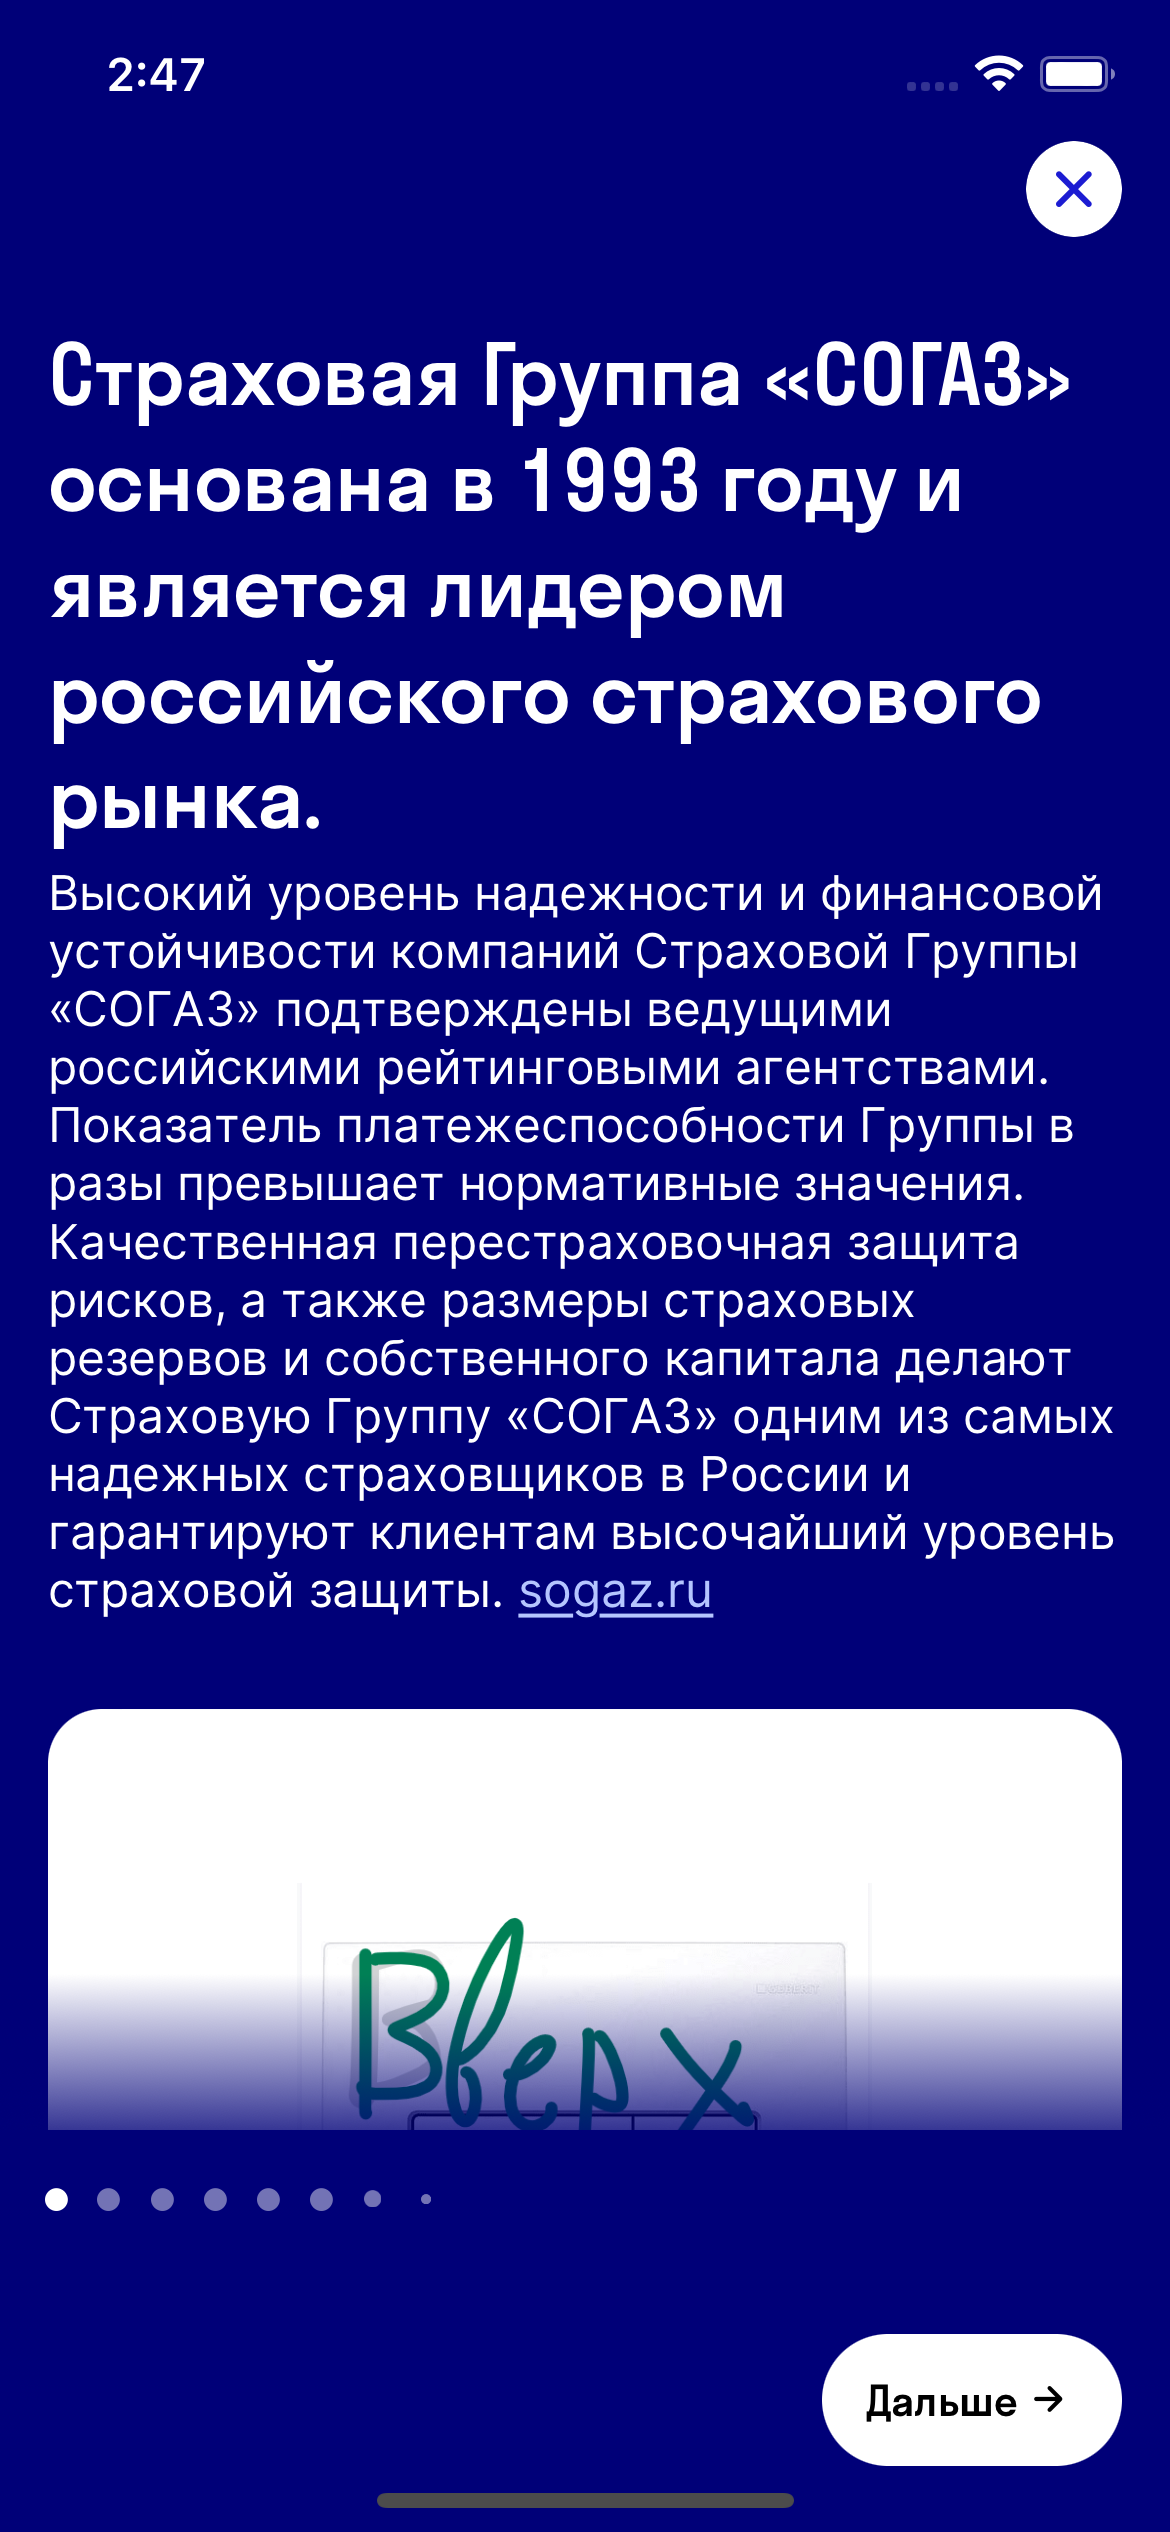 2:47
Страховая Группа «СОГАЗ»
основана в 1993 году и
является лидером
российского страхового
рынка.
Высокий уровень надежности и финансовой
устойчивости компаний Страховой Группы
«СОГАЗ» подтверждены ведущими
российскими рейтинговыми агентствами.
Показатель платежеспособности Группы в
разы превышает нормативные значения.
Качественная перестраховочная защита
рисков, а также размеры страховых
резервов и собственного капитала делают
Страховую Группу «СОГАЗ» одним из самых
надежных страховщиков в России и
гарантируют клиентам высочайший уровень
страховой защиты. sogaz.ru
GEBERIT
Вверх
Дальше →